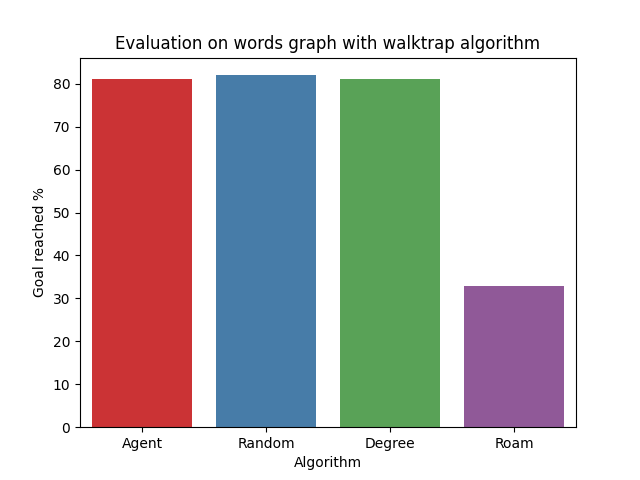 Evaluation on words graph with walktrap algorithm
Goal reached %
80
70
60
50
40
30
20
10
0
Agent Random Degree Roam
Algorithm